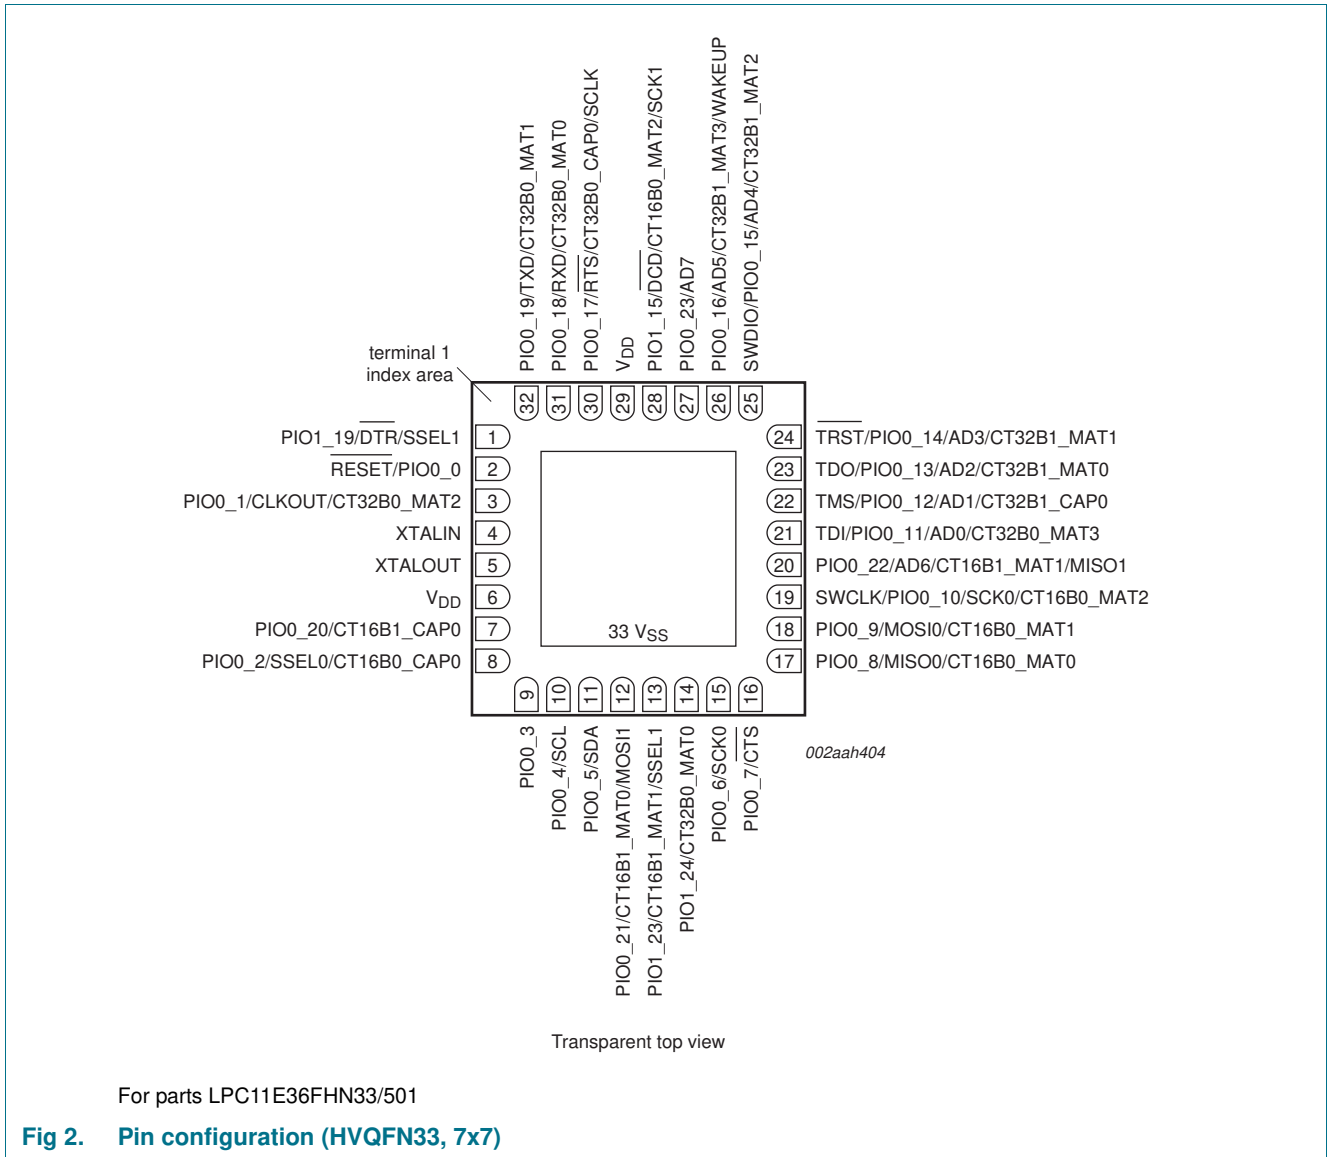 PIO0_19/TXD/CT32B0_MAT1
PIO0_18/RXD/CT32B0_MAT0
PIO0_17/RTS/CT32B0_CAP0/SCLK
VDD
PIO1_15/DCD/CT16B0_MAT2/SCK1
PIO0_23/AD7
PIO0_16/AD5/CT32B1_MAT3/WAKEUP
SWDIO/PIO0_15/AD4/CT32B1_MAT2
terminal 1
index area
32
31
30
29
28
27
26
25
PIO1_19/DTR/SSEL1
1
24
TRST/PIO0_14/AD3/CT32B1_MAT1
RESET/PIO0_0
2
23
TDO/PIO0_13/AD2/CT32B1_MAT0
PIO0_1/CLKOUT/CT32B0_MAT2
3
22
TMS/PIO0_12/AD1/CT32B1_CAP0
XTALIN
4
21
TDI/PIO0_11/AD0/CT32B0_MAT3
XTALOUT
5
20
PIO0_22/AD6/CT16B1_MAT1/MISO1
VDD
6
19
SWCLK/PIO0_10/SCK0/CT16B0_MAT2
PIO0_20/CT16B1_CAP0
7
33 VSS
18
PIO0_9/MOSI0/CT16B0_MAT1
PIO0_2/SSEL0/CT16B0_CAP0
8
17
PIO0_8/MISO0/CT16B0_MAT0
9
10
11
12
13
14
15
16
PIO0_3
PIO0_4/SCL
PIO0_5/SDA
PIO0_21/CT16B1_MAT0/MOSI1
PIO1_23/CT16B1_MAT1/SSEL1
PIO1_24/CT32B0_MAT0
PIO0_6/SCK0
PIO0_7/CTS
002aah404
Transparent top view
For parts LPC11E36FHN33/501
Fig 2. Pin configuration (HVQFN33, 7x7)